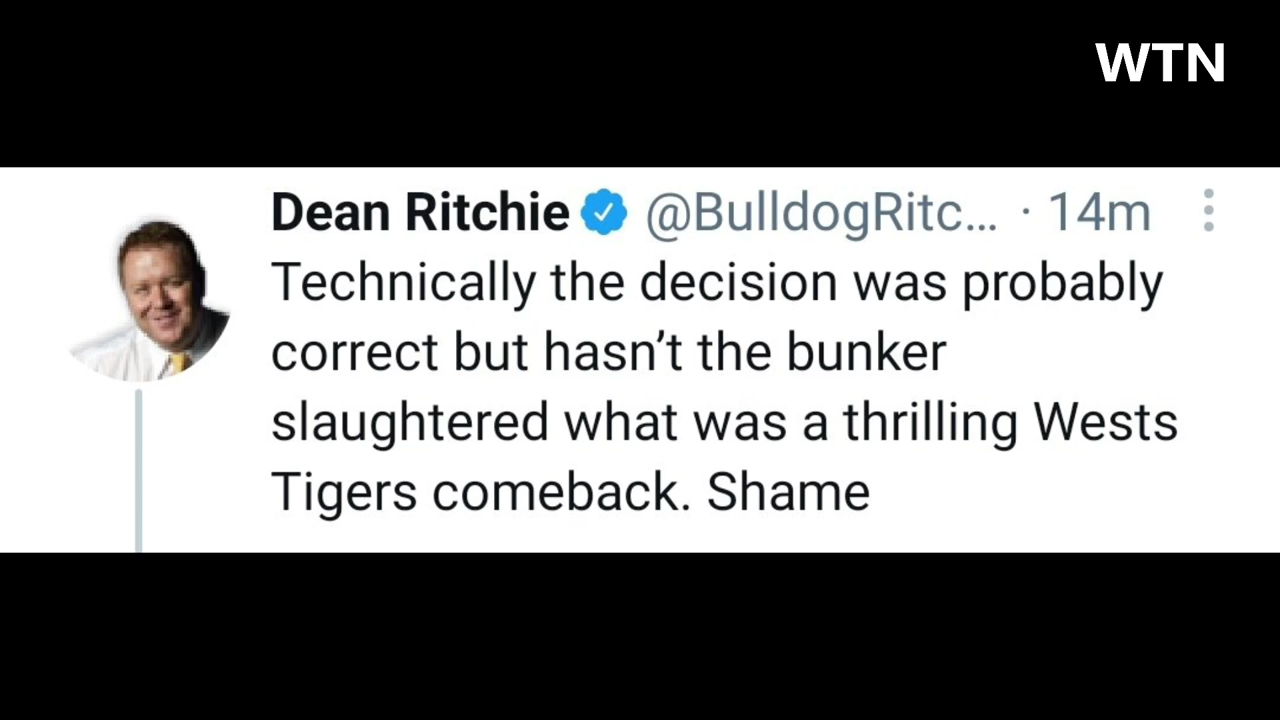 WTN
Dean Ritchie @BulldogRitc... · 14m
Technically the decision was probably
correct but hasn’t the bunker
slaughtered what was a thrilling Wests
Tigers comeback. Shame